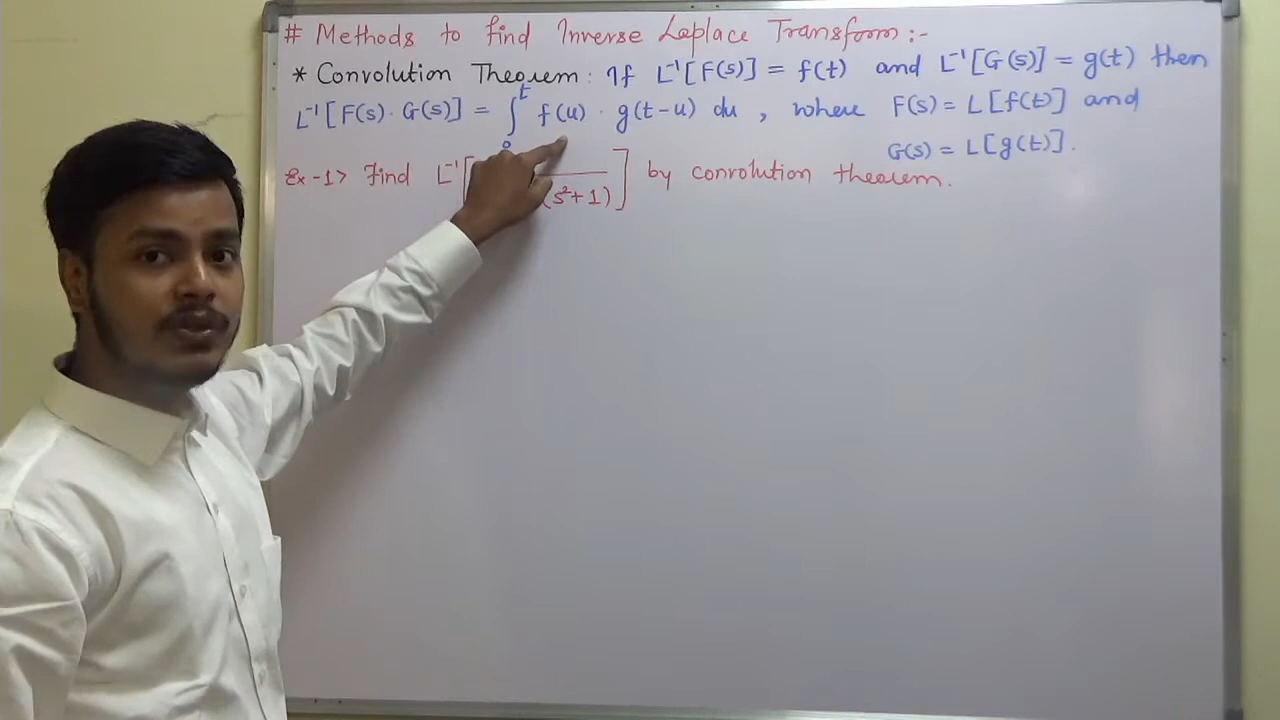 # Methods to find Inverse Laplace Transform :-
* Convolution Theorem : If L⁻¹[F(s)] = f(t) and L⁻¹[G(s)] = g(t) then
L⁻¹[F(s) · G(s)] = ∫₀ᵗ f(u) · g(t-u) du , where F(s) = L[f(t)] and
G(s) = L[g(t)].
Ex-1> Find L⁻¹[ (s²+1) ] by convolution theorem.